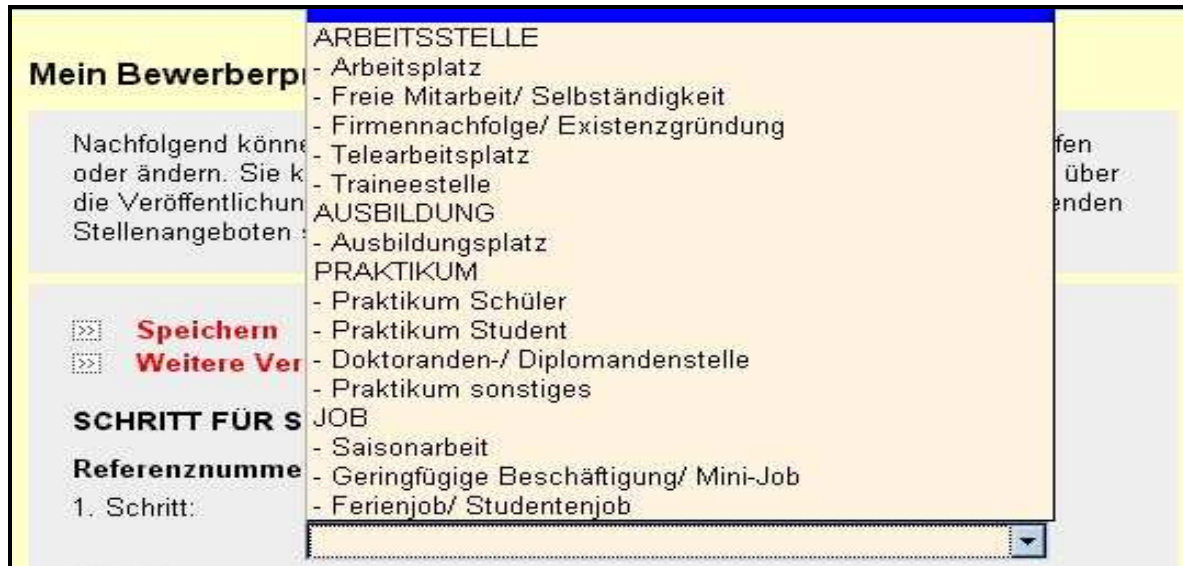 Mein Bewerberpr
Nachfolgend könne
oder ändern. Sie k
die Veröffentlichun
Stellenangeboten s
fen
über
enden
Speichern
Weitere Ver
SCHRITT FÜR S
Referenznumme
1. Schritt:
ARBEITSSTELLE
- Arbeitsplatz
- Freie Mitarbeit/ Selbständigkeit
- Firmennachfolge/ Existenzgründung
- Telearbeitsplatz
- Traineestelle
AUSBILDUNG
- Ausbildungsplatz
PRAKTIKUM
- Praktikum Schüler
- Praktikum Student
- Doktoranden-/ Diplomandenstelle
- Praktikum sonstiges
JOB
- Saisonarbeit
- Geringfügige Beschäftigung/ Mini-Job
- Ferienjob/ Studentenjob